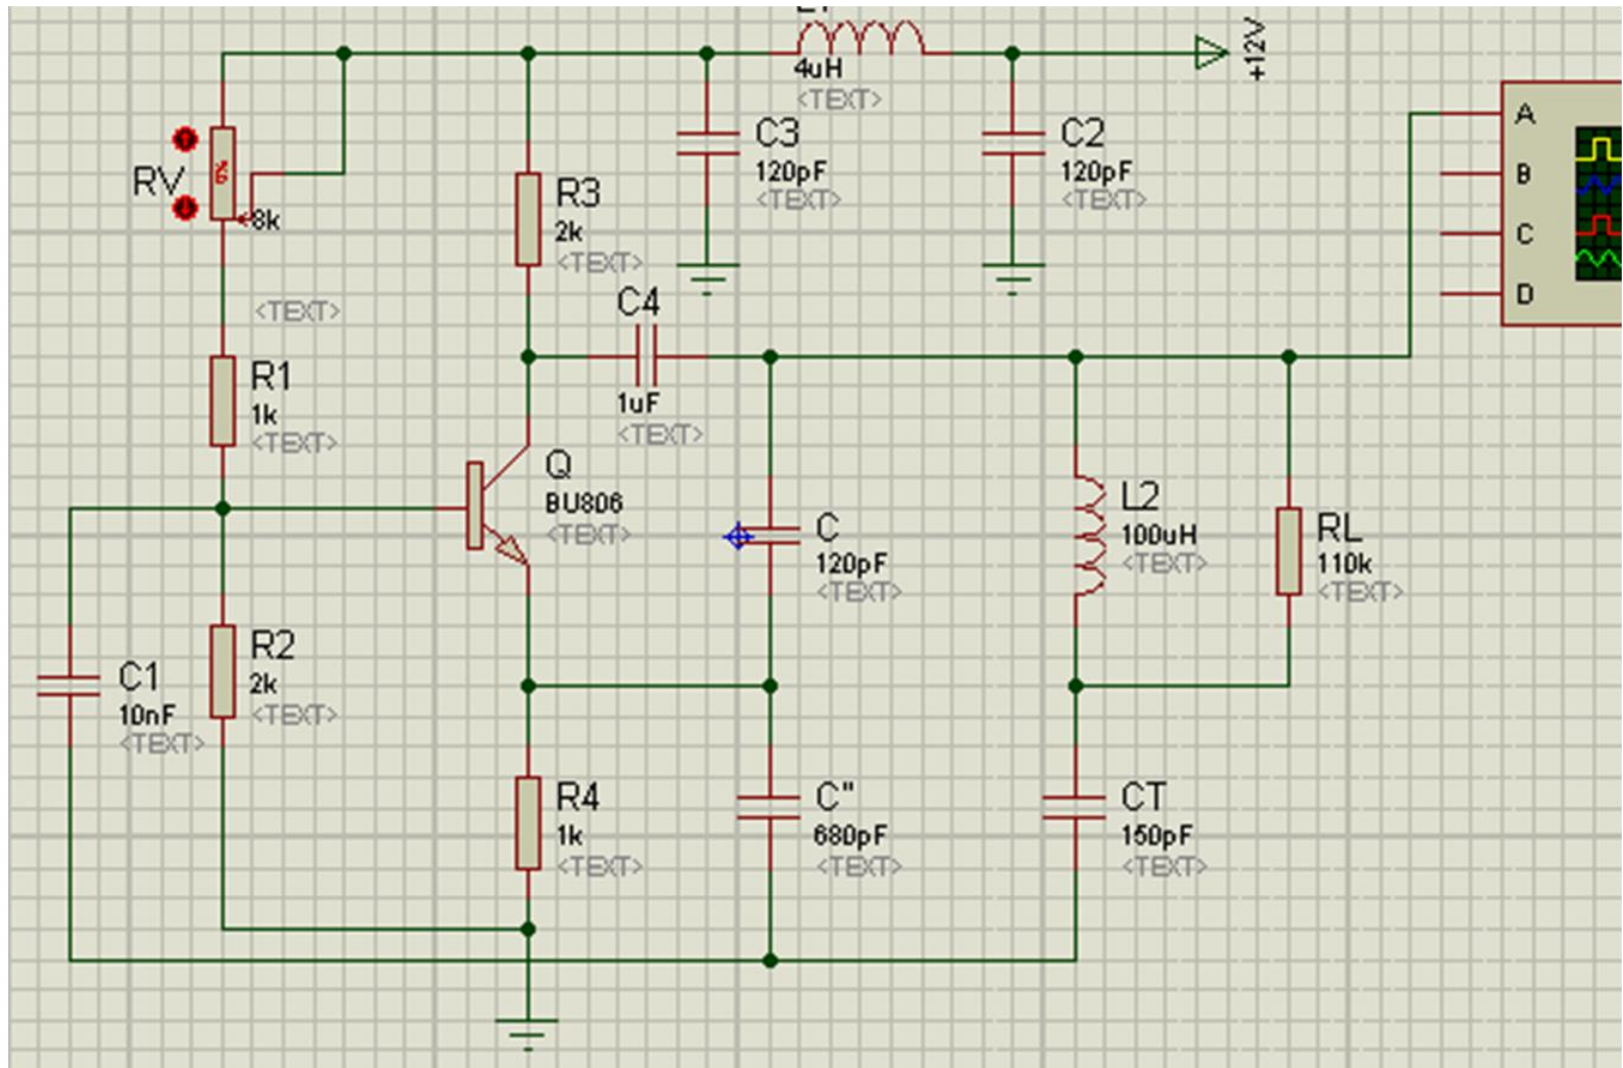 +12V
4uH
<TEXT>
A
C3
120pF
<TEXT>
C2
120pF
<TEXT>
B
RV
8k
R3
2k
<TEXT>
C
D
<TEXT>
C4
1uF
<TEXT>
R1
1k
<TEXT>
Q
BU806
<TEXT>
C
120pF
<TEXT>
L2
100uH
<TEXT>
RL
110k
<TEXT>
C1
10nF
<TEXT>
R2
2k
<TEXT>
R4
1k
<TEXT>
C"
680pF
<TEXT>
CT
150pF
<TEXT>